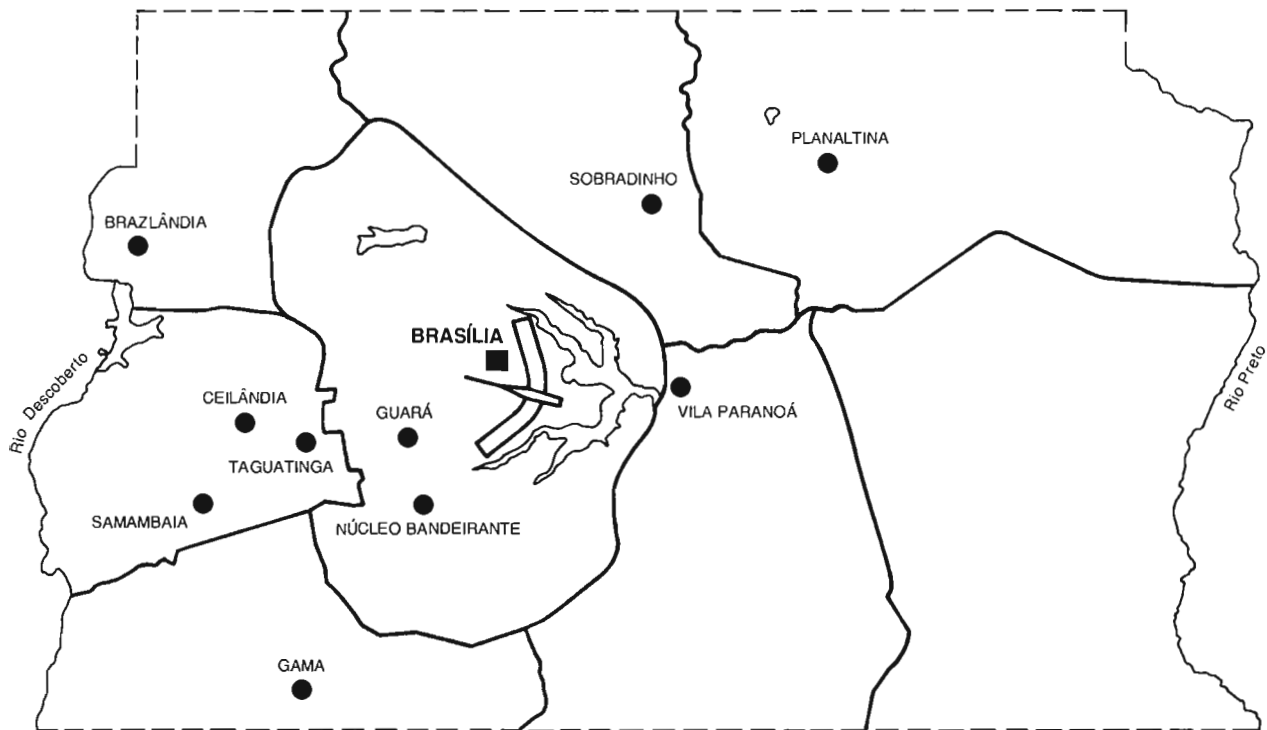 PLANALTINA
SOBRADINHO
BRAZLÂNDIA
BRASÍLIA
Rio Descoberto
Rio Preto
CEILÂNDIA
GUARÁ
VILA PARANOÁ
TAGUATINGA
SAMAMBAIA
NÚCLEO BANDEIRANTE
GAMA